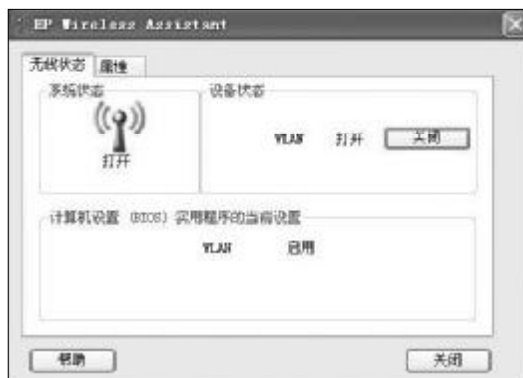 EP Wireless Assistant
无线状态 属性
系统状态
打开
设备状态
WLAN 打开 关闭
计算机设置 (BIOS) 实用程序的当前设置
WLAN 启用
帮助 关闭